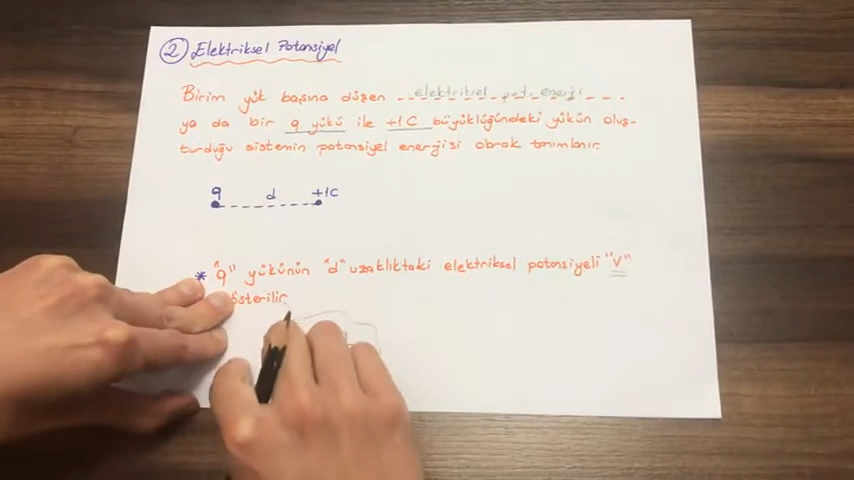 2 Elektriksel Potansiyel
Birim yük başına düşen elektriksel pot. enerji
ya da bir q yükü ile +1C büyüklüğündeki yükün oluş-
turduğu sistemin potansiyel enerjisi olarak tanımlanır.
q d +1C
* "q" yükünün "d" uzaklıktaki elektriksel potansiyeli "V"
österilir.